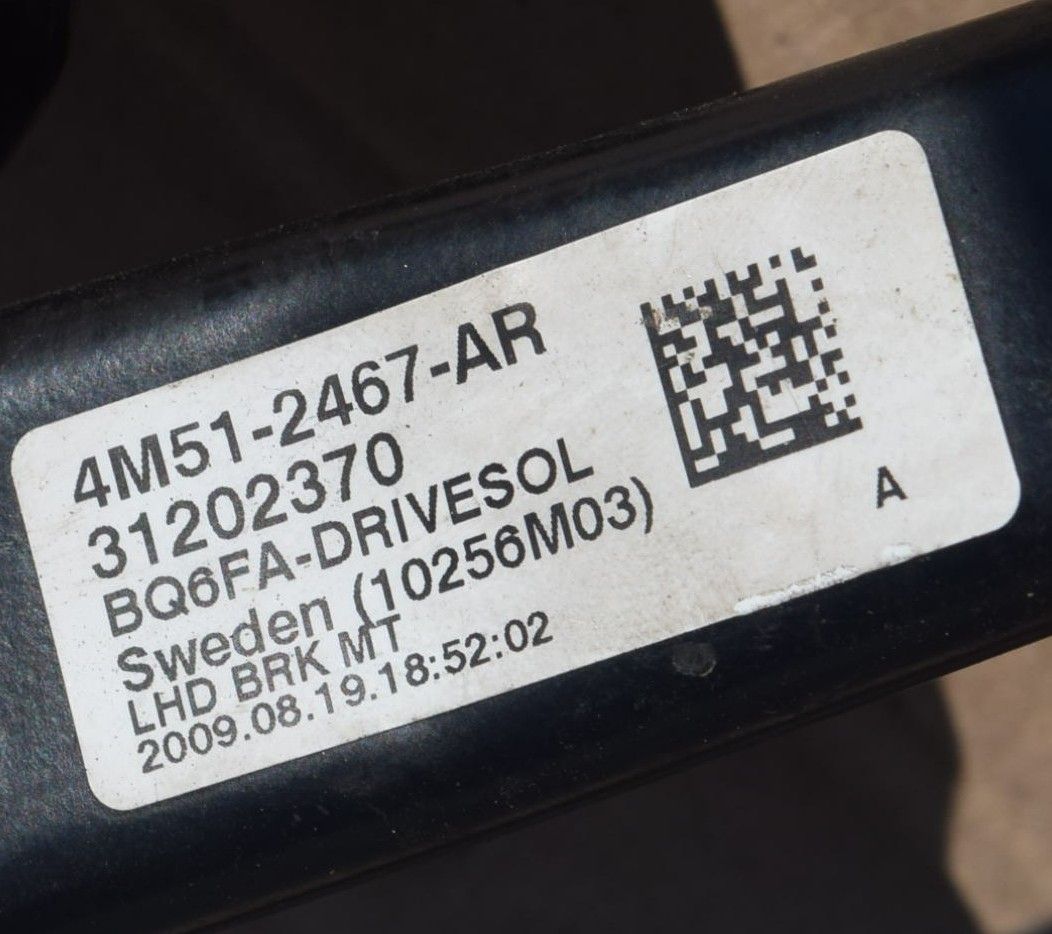 4M51-2467-AR
31202370
BQ6FA-DRIVESOL
Sweden (10256M03)
LHD BRK MT
2009.08.19.18:52:02
A